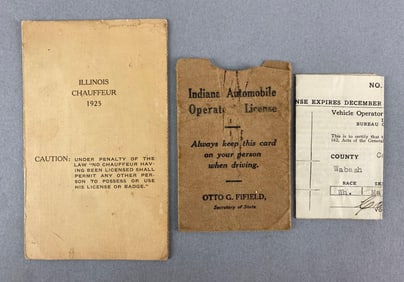 ILLINOIS
CHAUFFEUR
1925
CAUTION: UNDER PENALTY OF THE
LAW "NO CHAUFFEUR HAV-
ING BEEN LICENSED SHALL
PERMIT ANY OTHER PER-
SON TO POSSESS OR USE
HIS LICENSE OR BADGE."
Indiana Automobile
Operat License
Always keep this card
on your person
when driving.
OTTO G. FIFIELD,
Secretary of State
NO.
NSE EXPIRES DECEMBER
Vehicle Operator
BUREAU
This is to certify that
162, Acts of the General
COUNTY
Wabash
RACE
Wh.